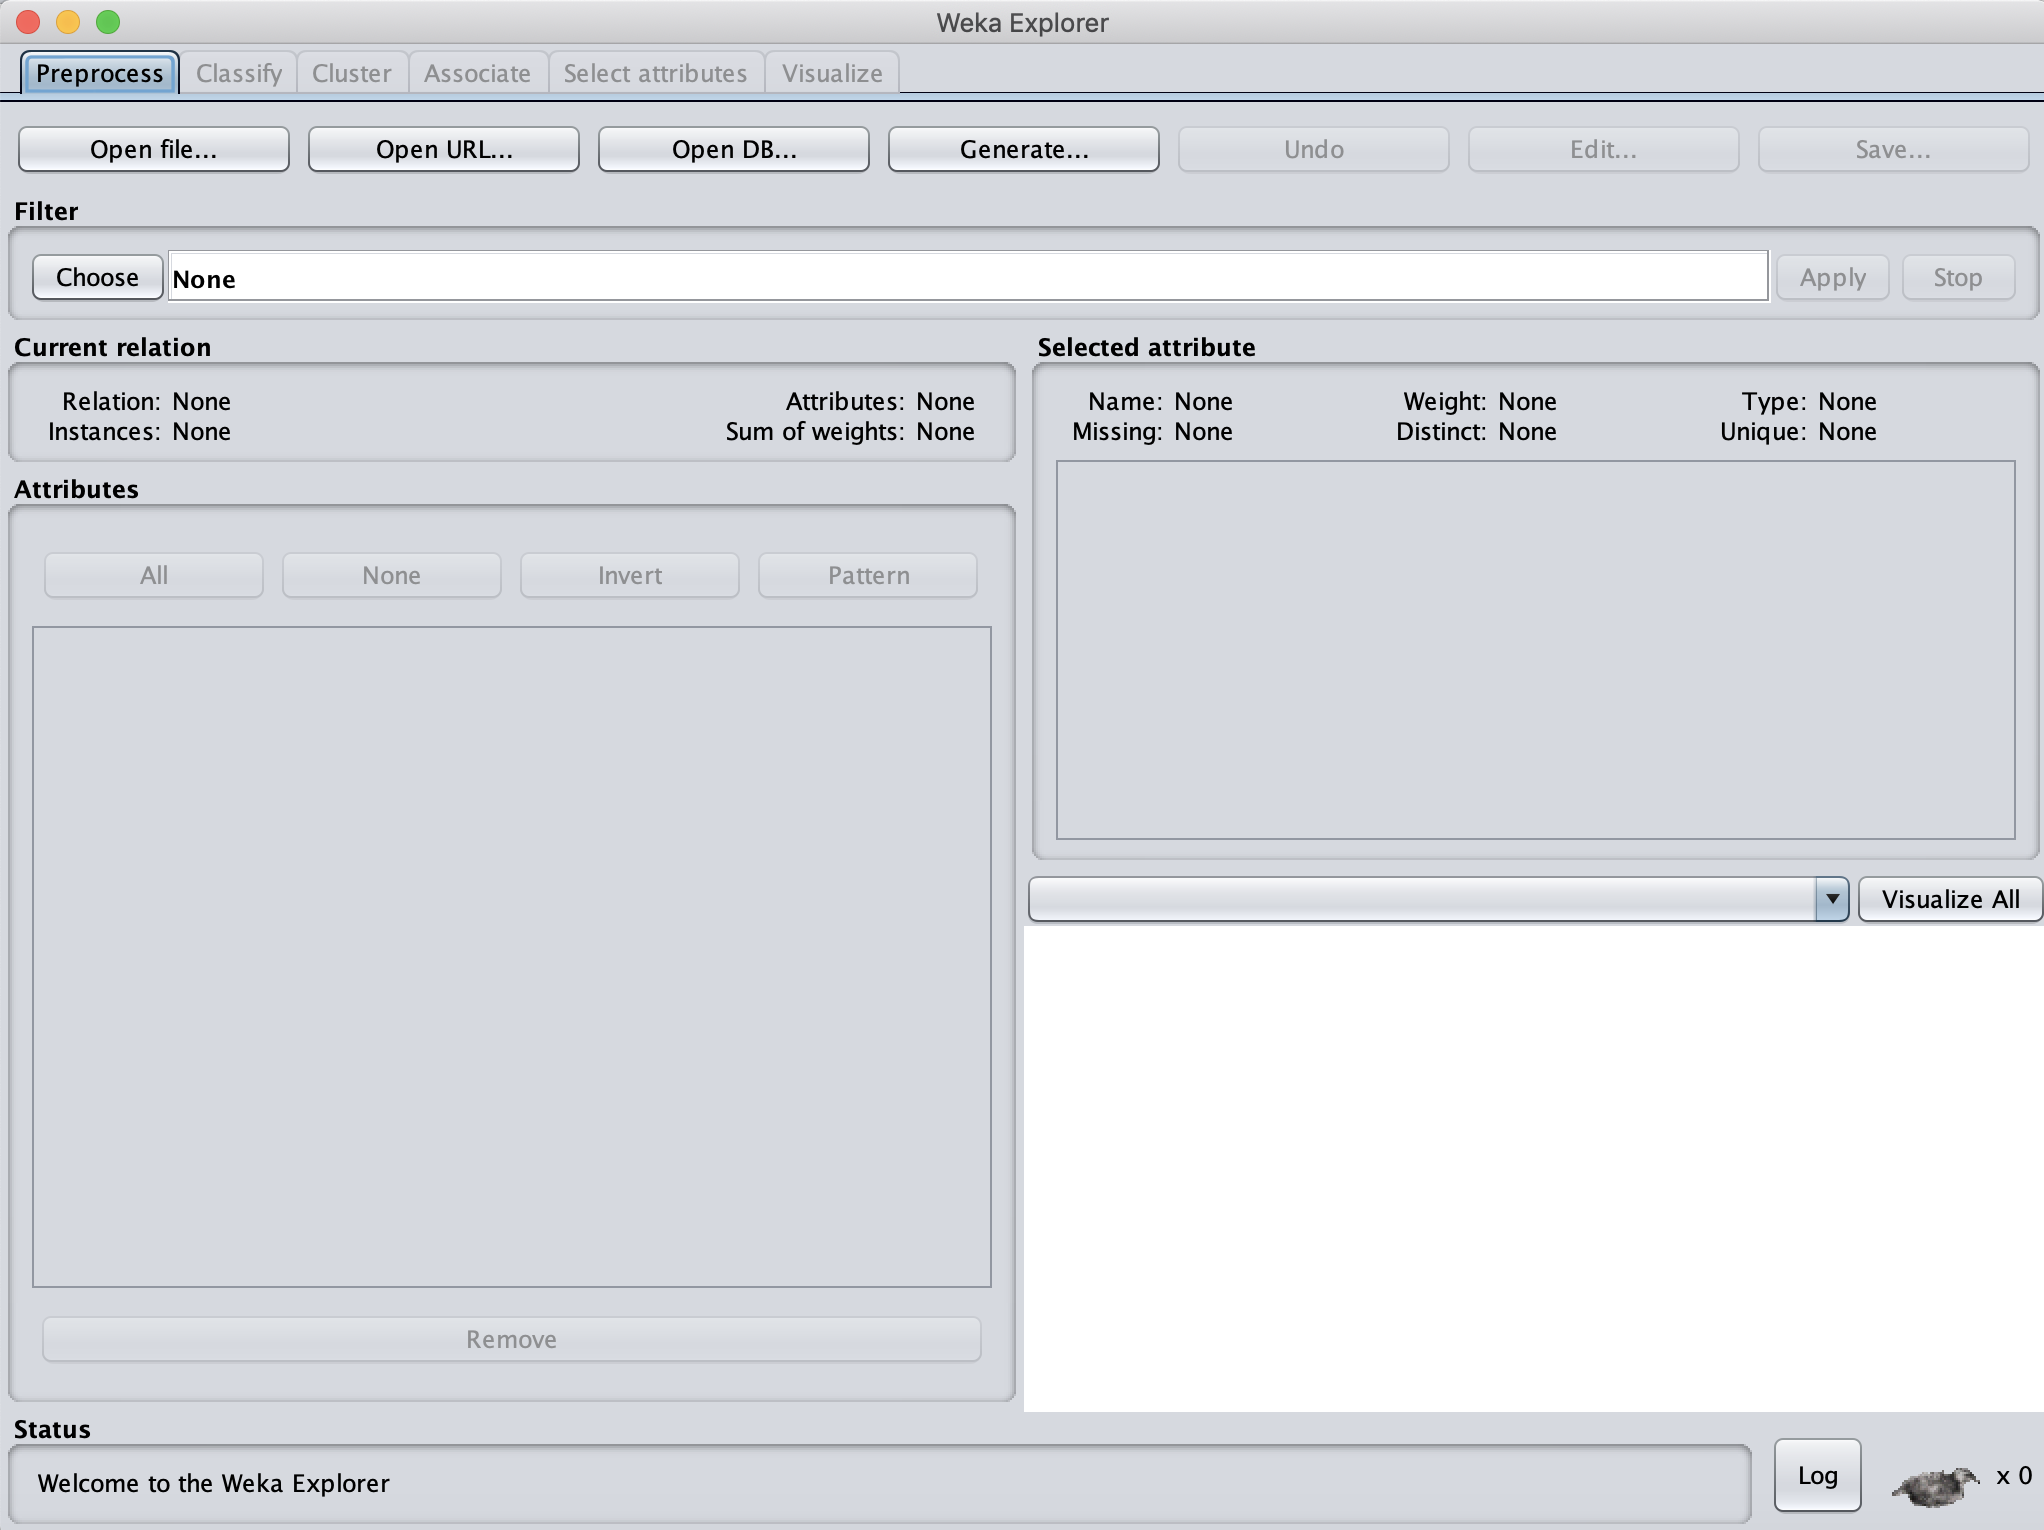 Weka Explorer
Preprocess Classify Cluster Associate Select attributes Visualize
Open file... Open URL... Open DB... Generate... Undo Edit... Save...
Filter
Choose None Apply Stop
Current relation
Relation: None Attributes: None
Instances: None Sum of weights: None
Selected attribute
Name: None Weight: None Type: None
Missing: None Distinct: None Unique: None
Attributes
All None Invert Pattern
Remove
Visualize All
Status
Welcome to the Weka Explorer
Log x 0